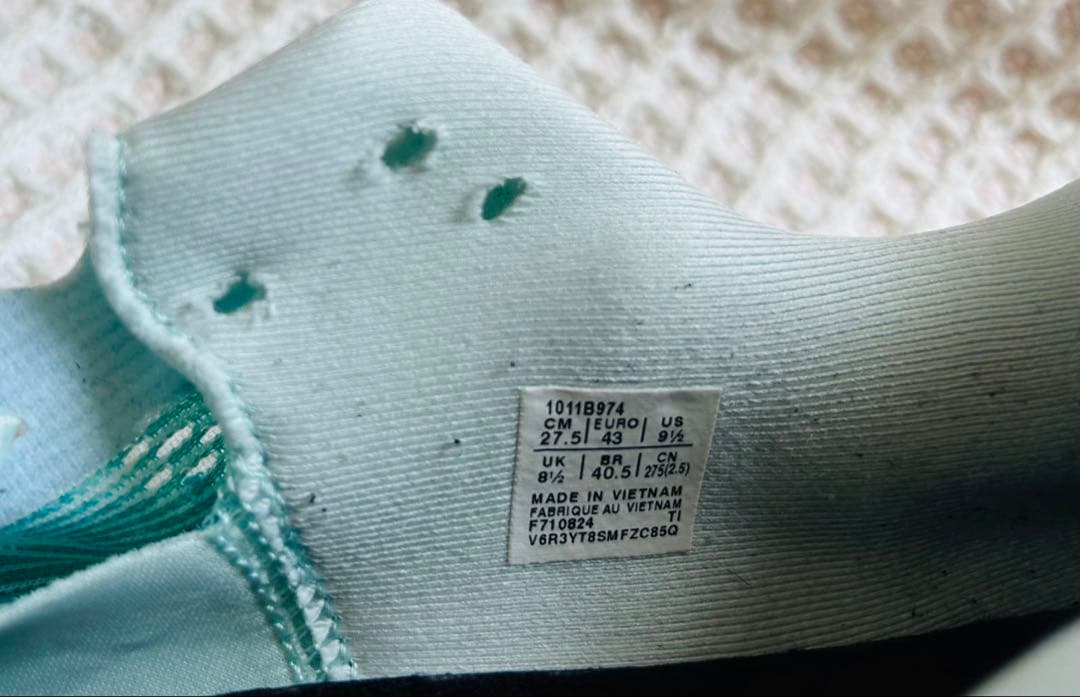 1011B974
CM | EURO | US
27.5 | 43 | 9½
UK | BR | CN
8½ | 40.5 | 275(2.5)
MADE IN VIETNAM
FABRIQUE AU VIETNAM
F710824 TI
V6R3YT8SMFZC85Q